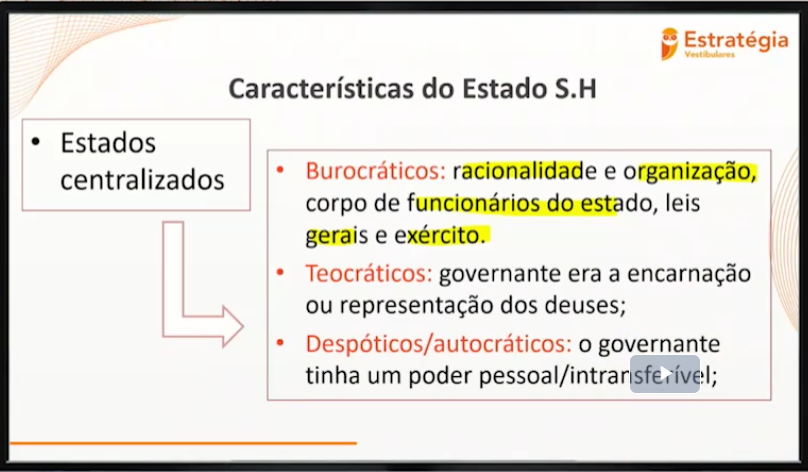 Estratégia
Vestibulares
Características do Estado S.H
• Estados
centralizados
• Burocráticos: racionalidade e organização,
corpo de funcionários do estado, leis
gerais e exército.
• Teocráticos: governante era a encarnação
ou representação dos deuses;
• Despóticos/autocráticos: o governante
tinha um poder pessoal/intransferível;